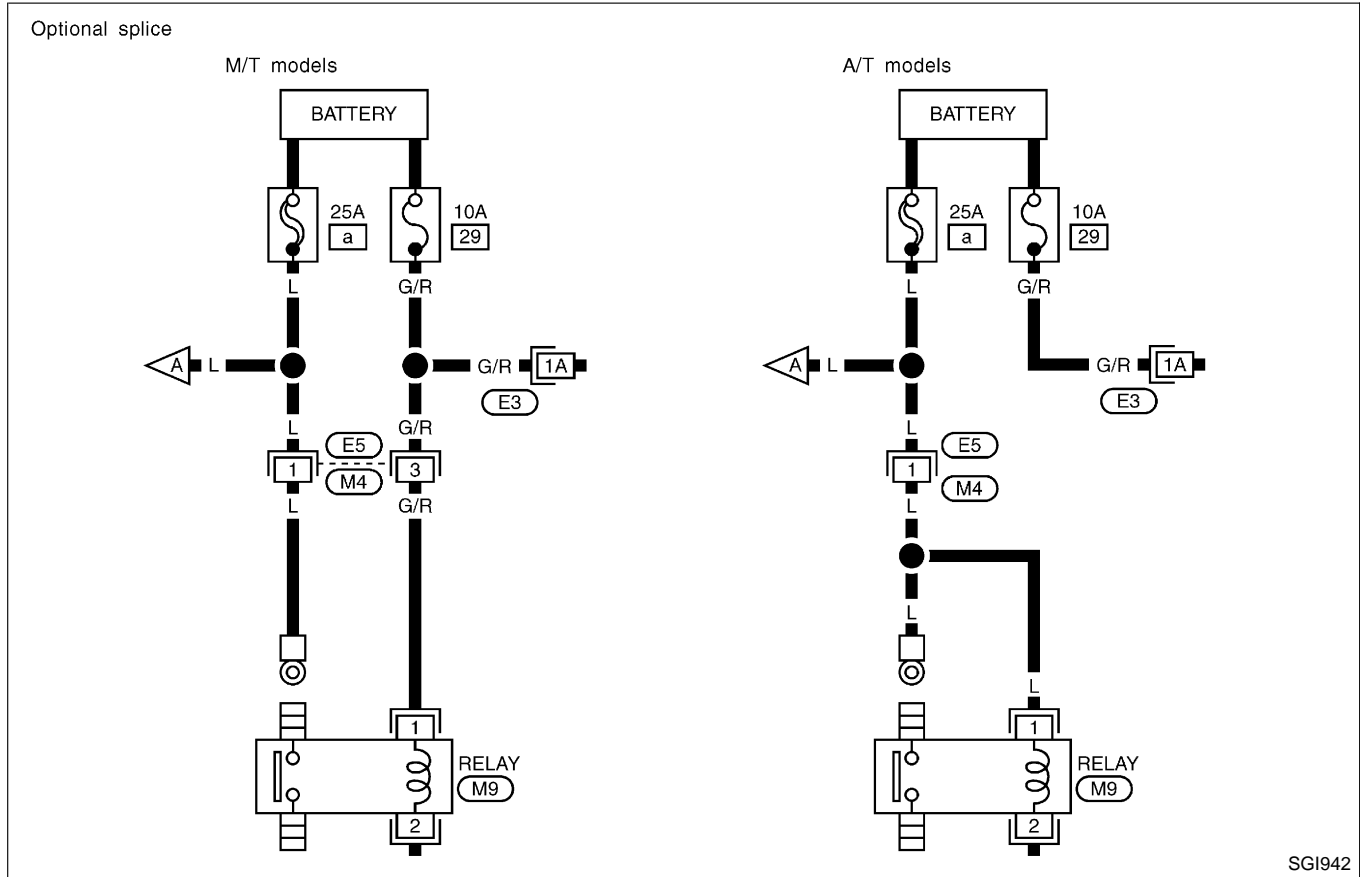 Optional splice
M/T models
BATTERY
25A
a
10A
29
L
G/R
A
L
G/R
1A
E3
L
G/R
E5
1
3
M4
L
G/R
1
RELAY
M9
2
A/T models
BATTERY
25A
a
10A
29
L
G/R
A
L
G/R
1A
E3
L
E5
1
M4
L
L
L
1
RELAY
M9
2
SGI942